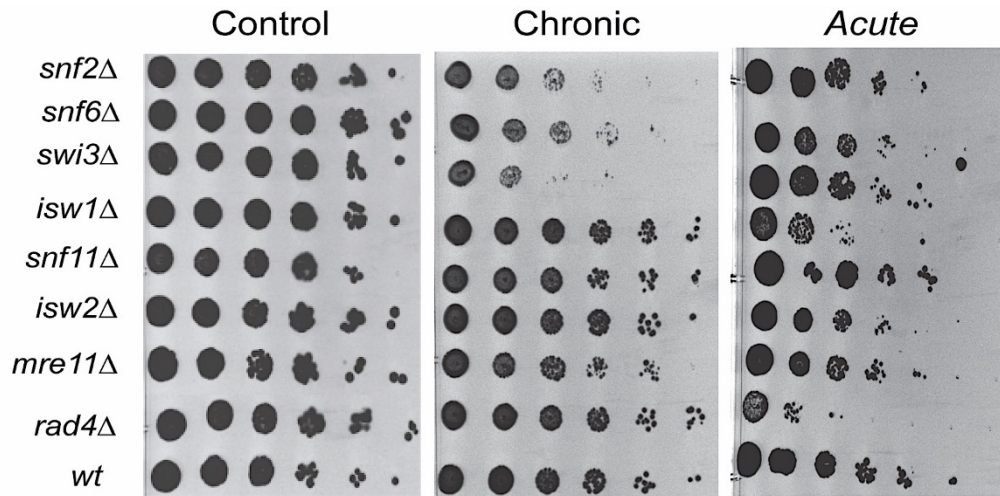 Control Chronic Acute
snf2Δ
snf6Δ
swi3Δ
isw1Δ
snf11Δ
isw2Δ
mre11Δ
rad4Δ
wt